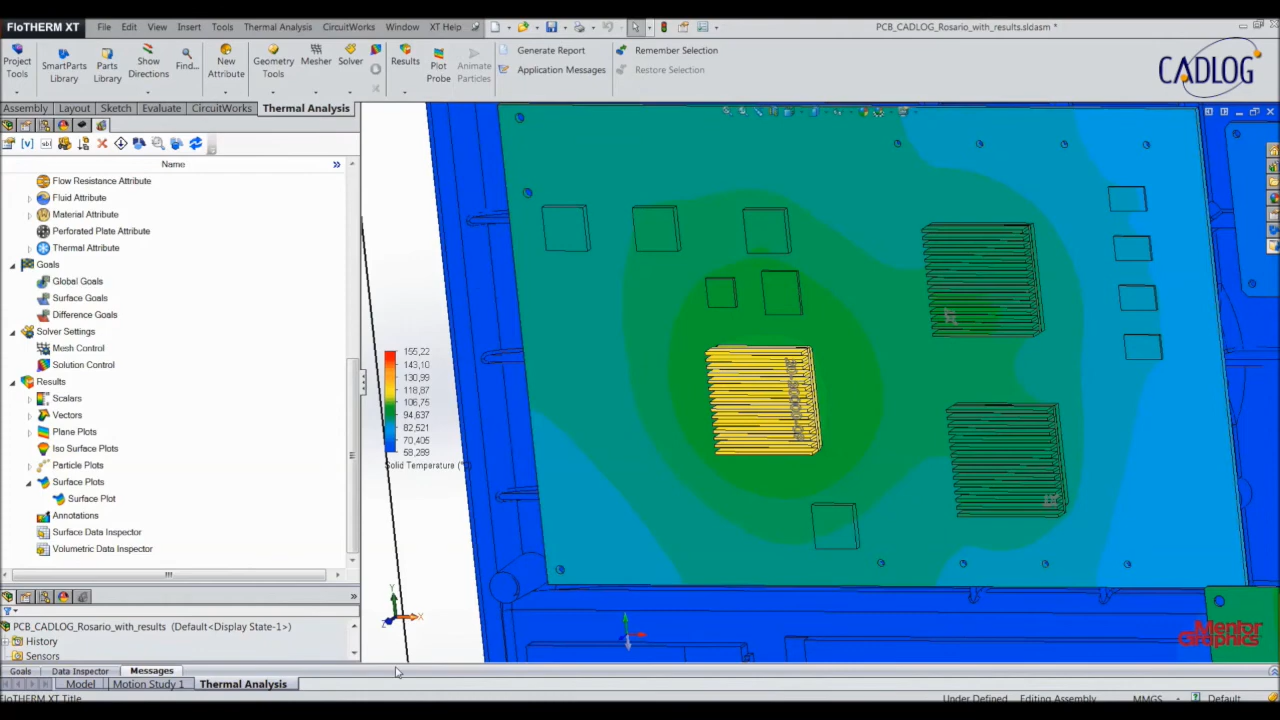 FloTHERM XT File Edit View Insert Tools Thermal Analysis CircuitWorks Window XT Help PCB_CADLOG_Rosario_with_results.sldasm *
Project Tools
SmartParts Library
Parts Library
Show Directions
Find...
New Attribute
Geometry Tools
Mesher
Solver
Results
Plot Probe
Animate Particles
Generate Report
Application Messages
Remember Selection
Restore Selection
CADLOG
Assembly Layout Sketch Evaluate CircuitWorks Thermal Analysis
Name
Flow Resistance Attribute
Fluid Attribute
Material Attribute
Perforated Plate Attribute
Thermal Attribute
Goals
Global Goals
Surface Goals
Difference Goals
Solver Settings
Mesh Control
Solution Control
Results
Scalars
Vectors
Plane Plots
Iso Surface Plots
Particle Plots
Surface Plots
Surface Plot
Annotations
Surface Data Inspector
Volumetric Data Inspector
155,22
143,10
130,99
118,87
106,75
94,637
82,521
70,405
58,289
Solid Temperature (°
Y
X
Z
PCB_CADLOG_Rosario_with_results (Default<Display State-1>)
History
Sensors
Mentor Graphics
Goals Data Inspector Messages
Model Motion Study 1 Thermal Analysis
FloTHERM XT Title Under Defined Editing Assembly MMGS Default